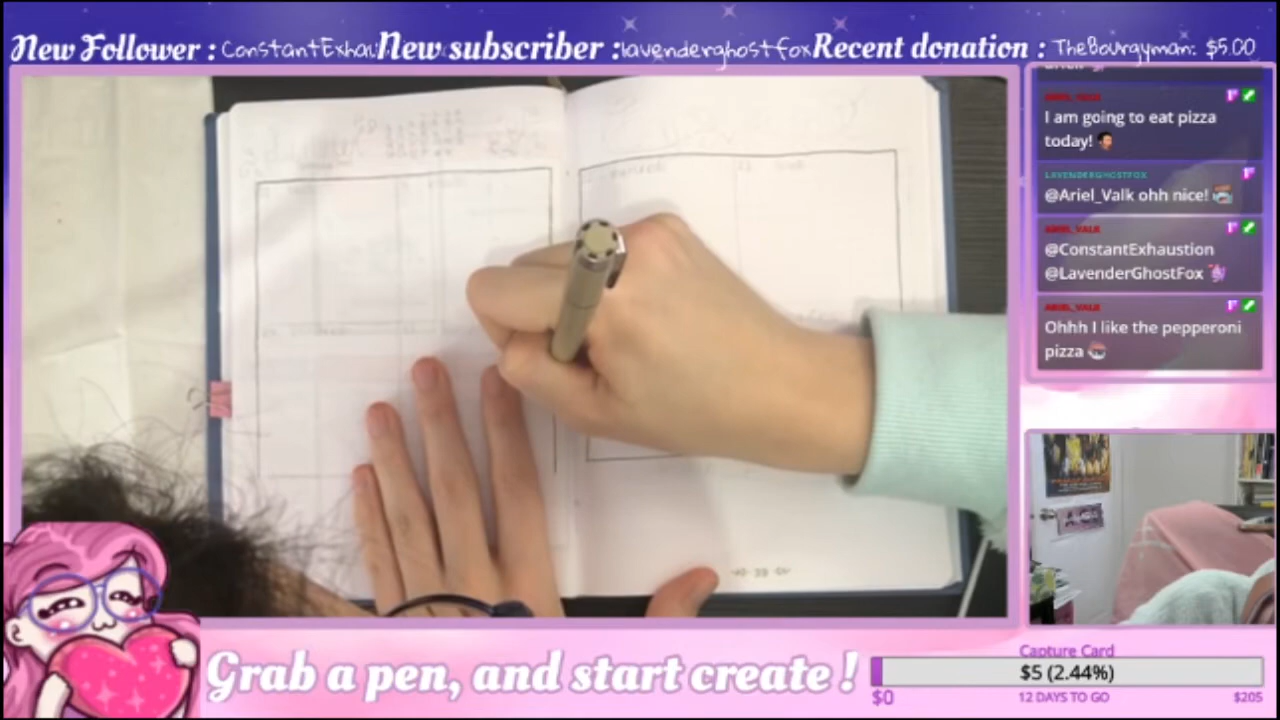 New Follower : ConstantExhau
New subscriber :lavenderghostfox
Recent donation : TheBourgyman: $5.00
ARIEL_VALK
I am going to eat pizza
today!
LAVENDERGHOSTFOX
@Ariel_Valk ohh nice!
ARIEL_VALK
@ConstantExhaustion
@LavenderGhostFox
ARIEL_VALK
Ohhh I like the pepperoni
pizza
Grab a pen, and start create !
Capture Card
$5 (2.44%)
$0
12 DAYS TO GO
$205